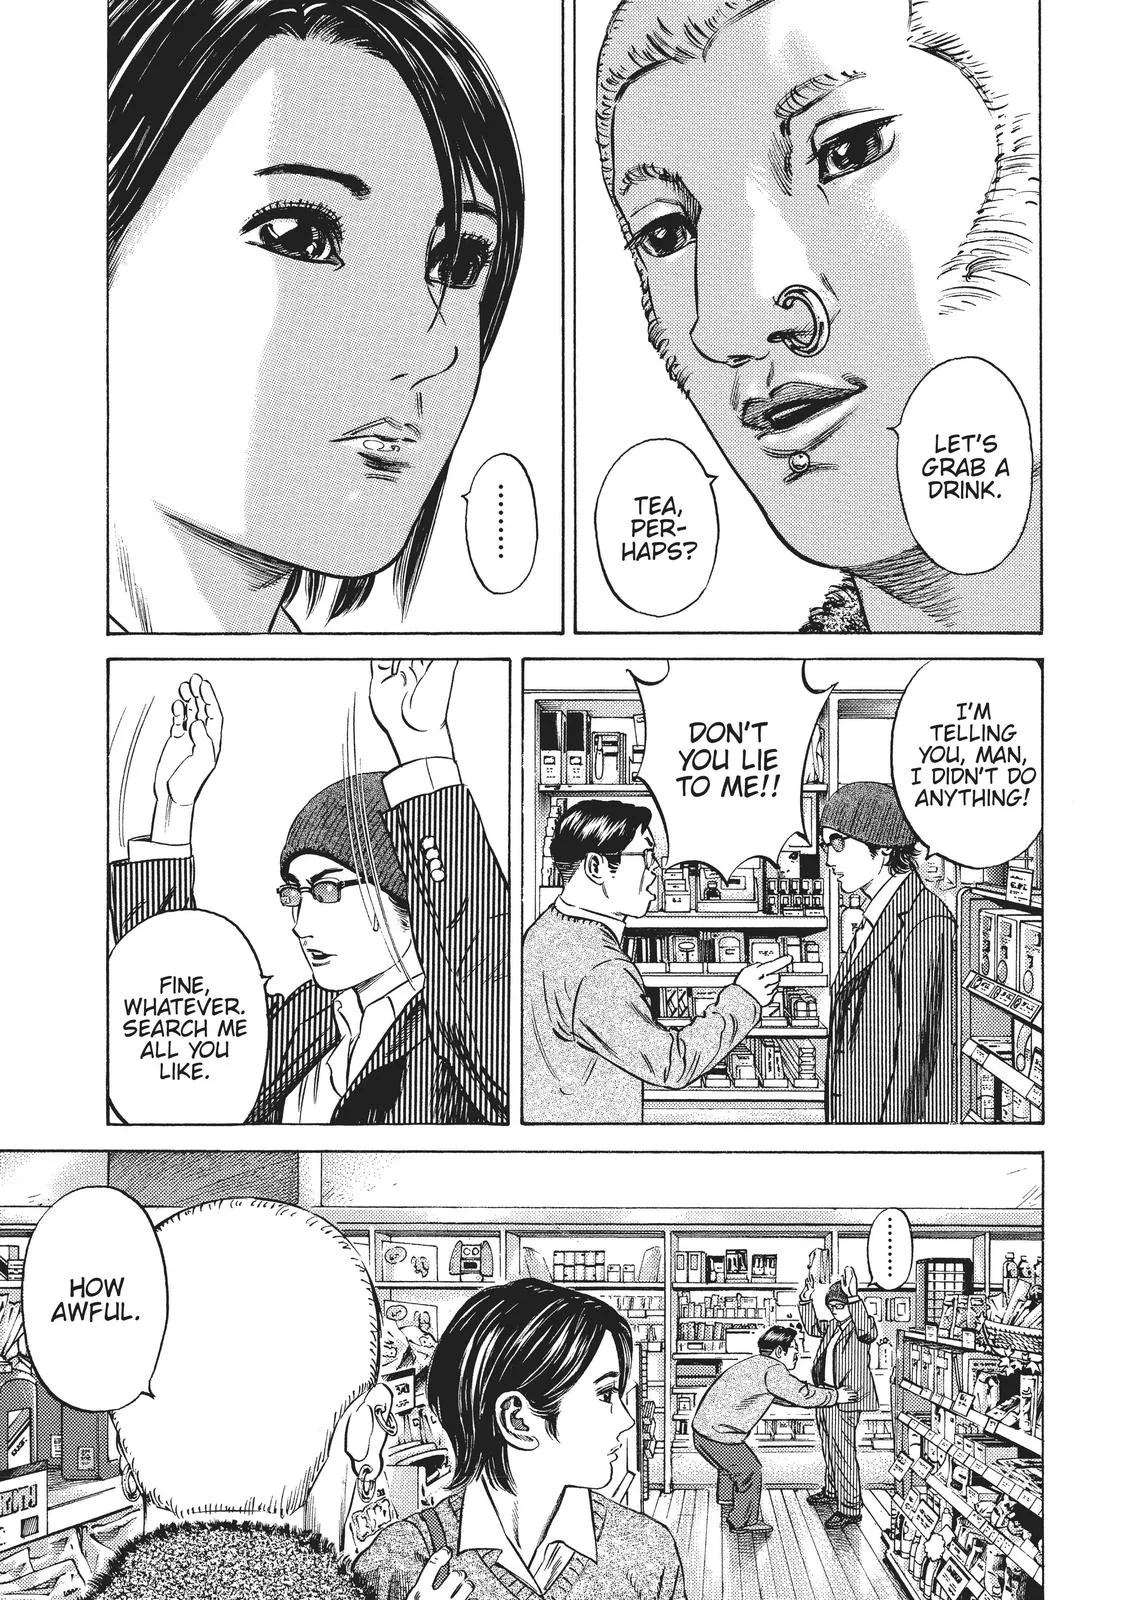 LET'S
GRAB A
DRINK.
TEA,
PER-
HAPS?
.........
I'M
TELLING
YOU, MAN,
I DIDN'T DO
ANYTHING!
DON'T
YOU LIE
TO ME!!
FINE,
WHATEVER.
SEARCH ME
ALL YOU
LIKE.
.........
HOW
AWFUL.